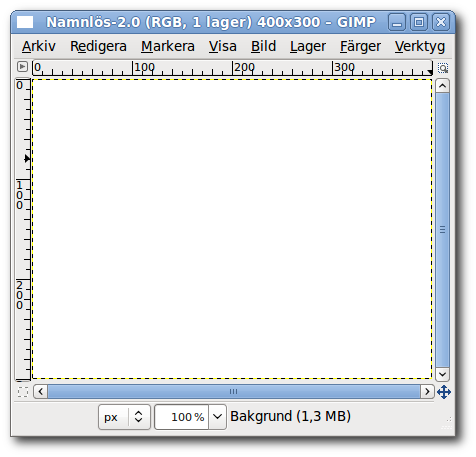 Namnlös-2.0 (RGB, 1 lager) 400x300 – GIMP
Arkiv Redigera Markera Visa Bild Lager Färger Verktyg
0 100 200 300
0
100
200
px 100 % Bakgrund (1,3 MB)